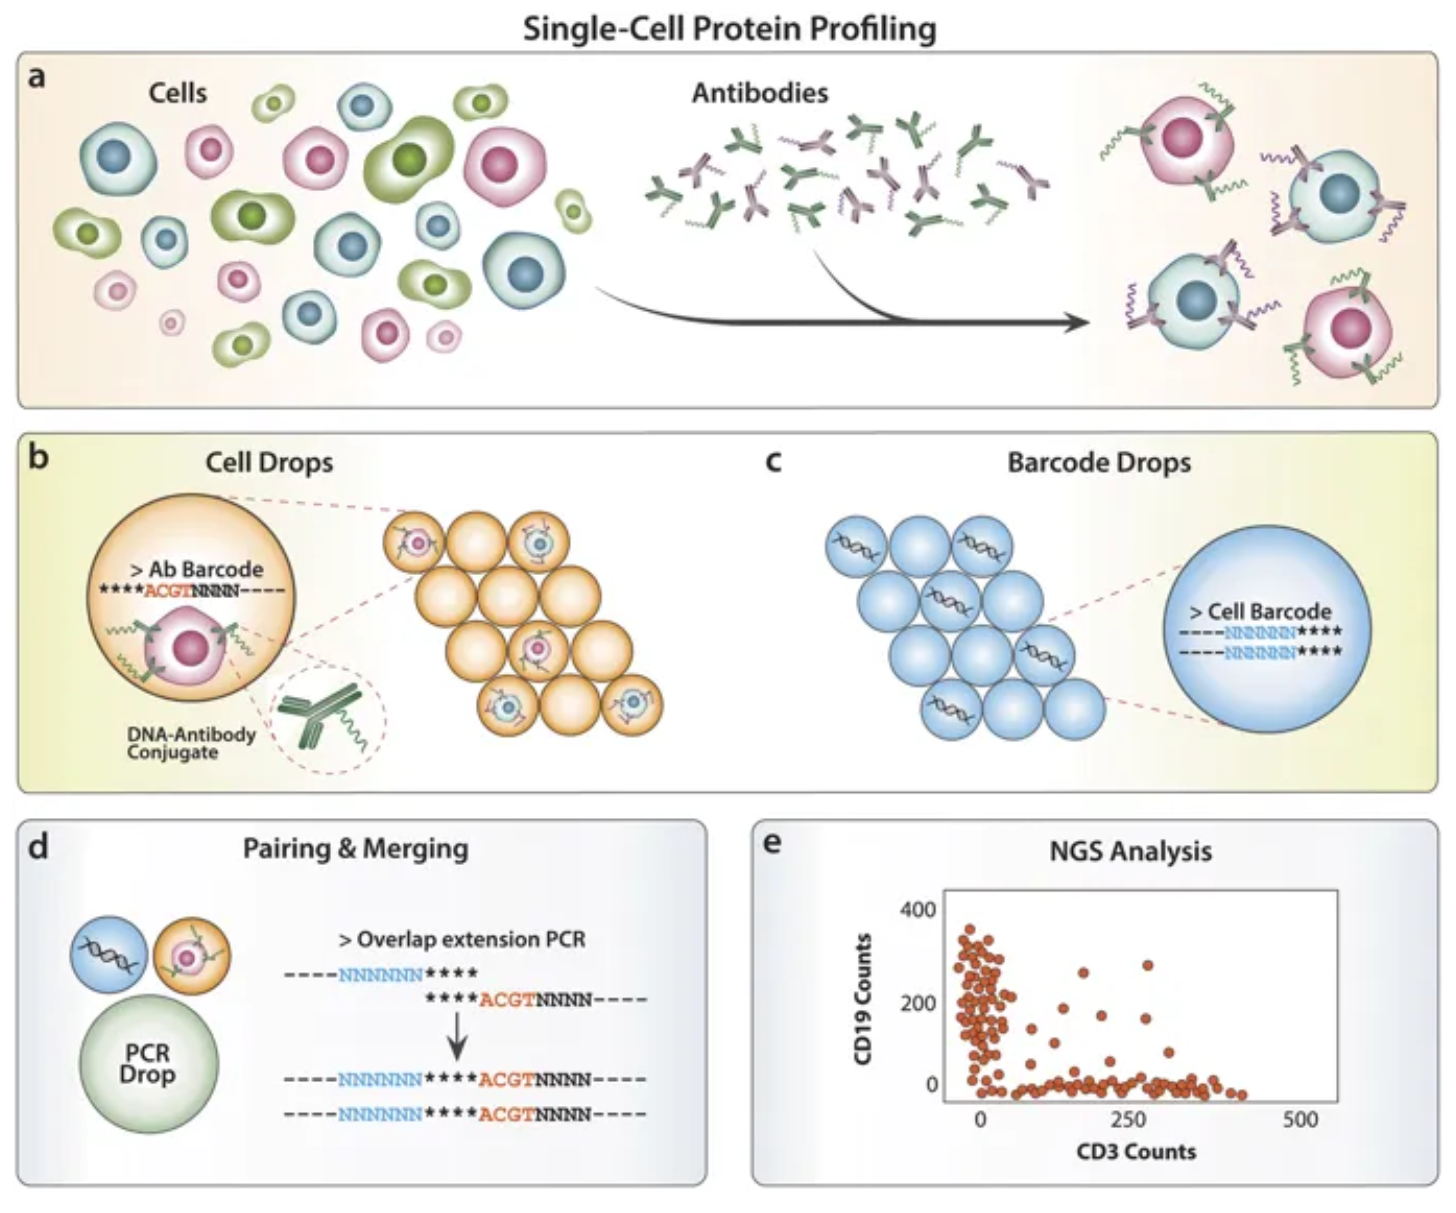 Single-Cell Protein Profiling
a
Cells
Antibodies
b
Cell Drops
> Ab Barcode
****ACGTNNNN----
DNA-Antibody
Conjugate
c
Barcode Drops
> Cell Barcode
----NNNNNN****
----NNNNNN****
d
Pairing & Merging
PCR
Drop
> Overlap extension PCR
----NNNNNN****
****ACGTNNNN----
----NNNNNN****ACGTNNNN----
----NNNNNN****ACGTNNNN----
e
NGS Analysis
CD19 Counts
400
200
0
0 250 500
CD3 Counts